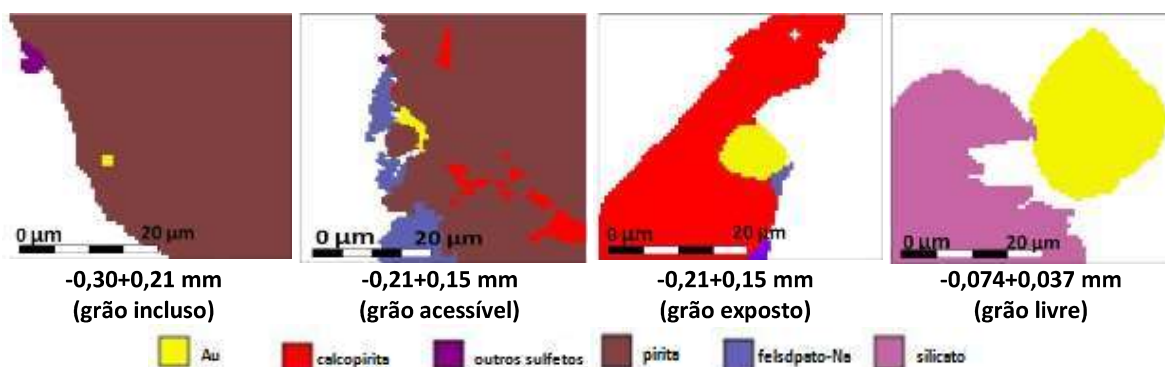 0 µm 20 µm
0 µm 20 µm
0 µm 20 µm
0 µm 20 µm
-0,30+0,21 mm
(grão incluso)
-0,21+0,15 mm
(grão acessível)
-0,21+0,15 mm
(grão exposto)
-0,074+0,037 mm
(grão livre)
Au
calcopirita
outros sulfetos
pirita
felsdpato-Na
silicato